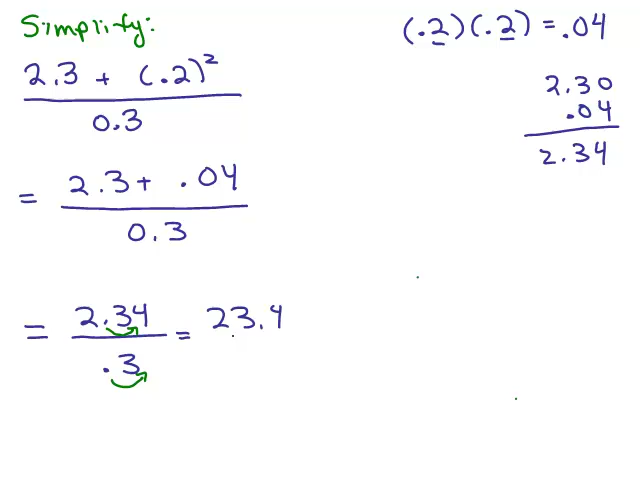 Simplify:
2.3 + (.2)²
0.3
= 2.3 + .04
0.3
= 2.34 = 23.4
.3
(.2)(.2) = .04
2.30
.04
2.34